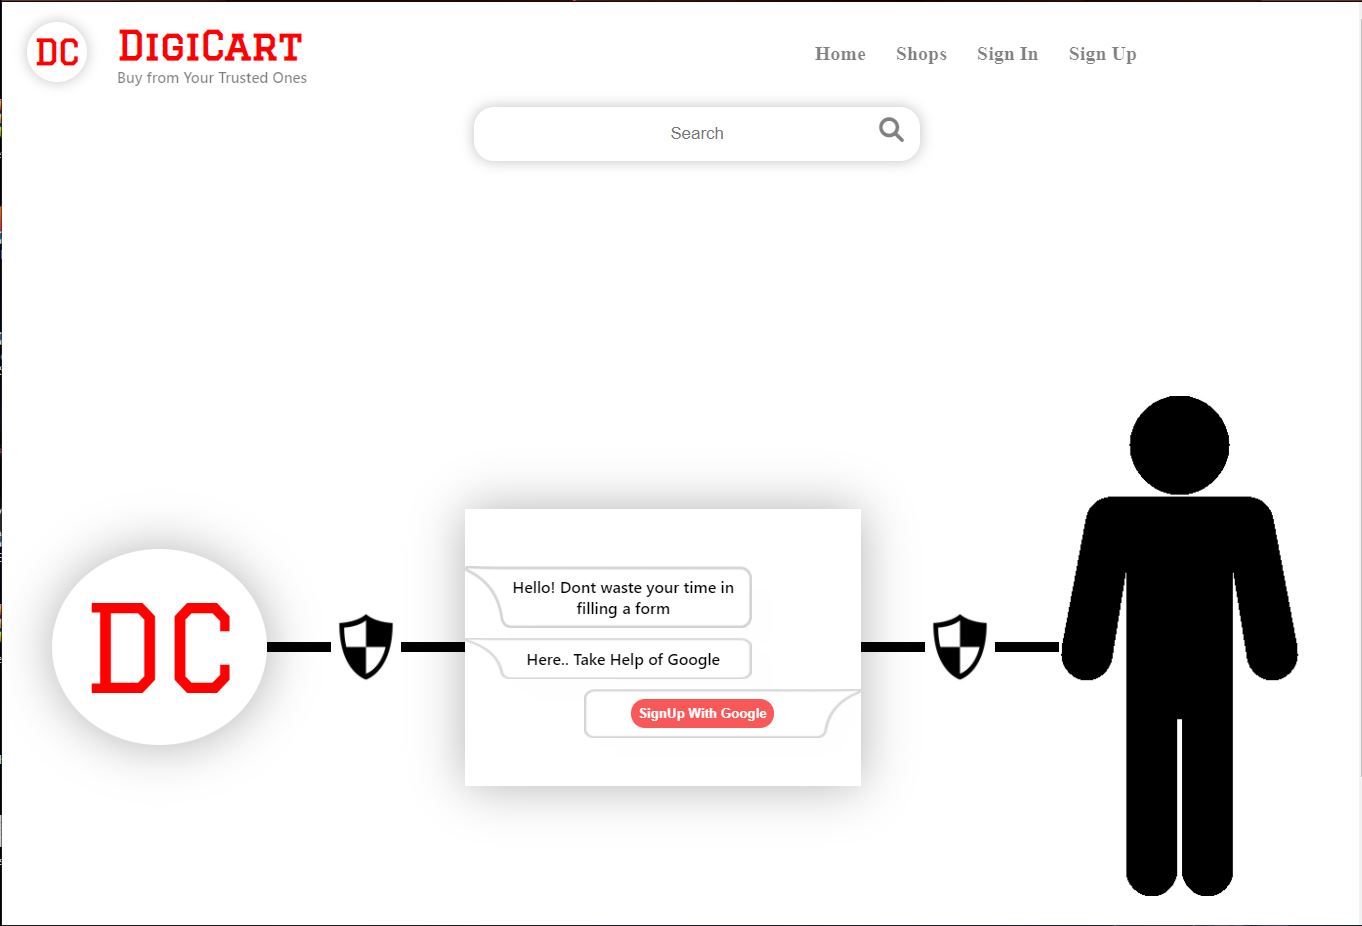 DC
DIGICART
Buy from Your Trusted Ones
Home Shops Sign In Sign Up
Search
Hello! Dont waste your time in
filling a form
Here.. Take Help of Google
SignUp With Google
DC